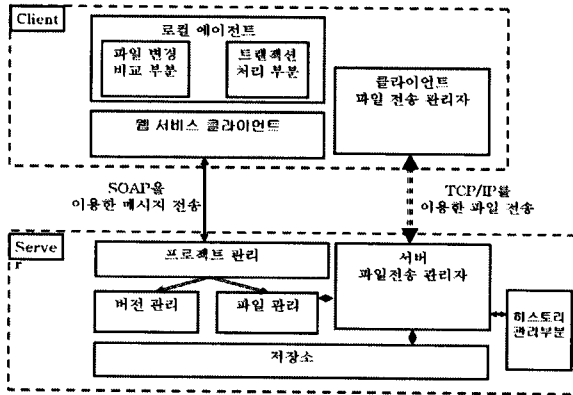 Client
로컬 에이전트
파일 변경
비교 부분
트랜잭션
처리 부분
클라이언트
파일 전송 관리자
웹 서비스 클라이언트
SOAP을
이용한 메시지 전송
TCP/IP를
이용한 파일 전송
Serve
r
프로젝트 관리
서버
파일전송 관리자
버전 관리
파일 관리
히스토리
관리부분
저장소